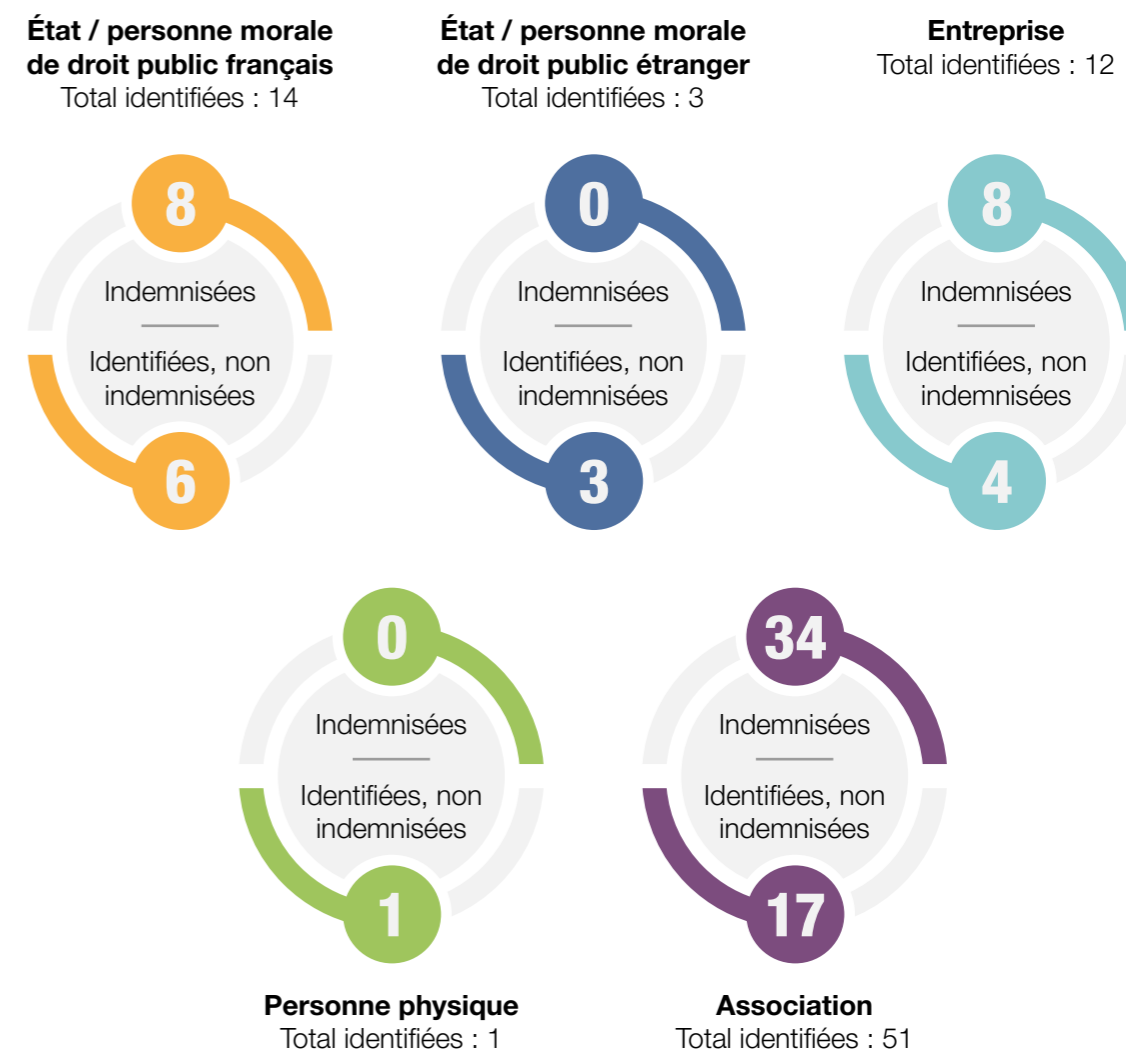 État / personne morale
de droit public français
Total identifiées : 14
État / personne morale
de droit public étranger
Total identifiées : 3
Entreprise
Total identifiées : 12
8
Indemnisées
Identifiées, non
indemnisées
6
0
Indemnisées
Identifiées, non
indemnisées
3
8
Indemnisées
Identifiées, non
indemnisées
4
0
Indemnisées
Identifiées, non
indemnisées
1
Personne physique
Total identifiées : 1
34
Indemnisées
Identifiées, non
indemnisées
17
Association
Total identifiées : 51